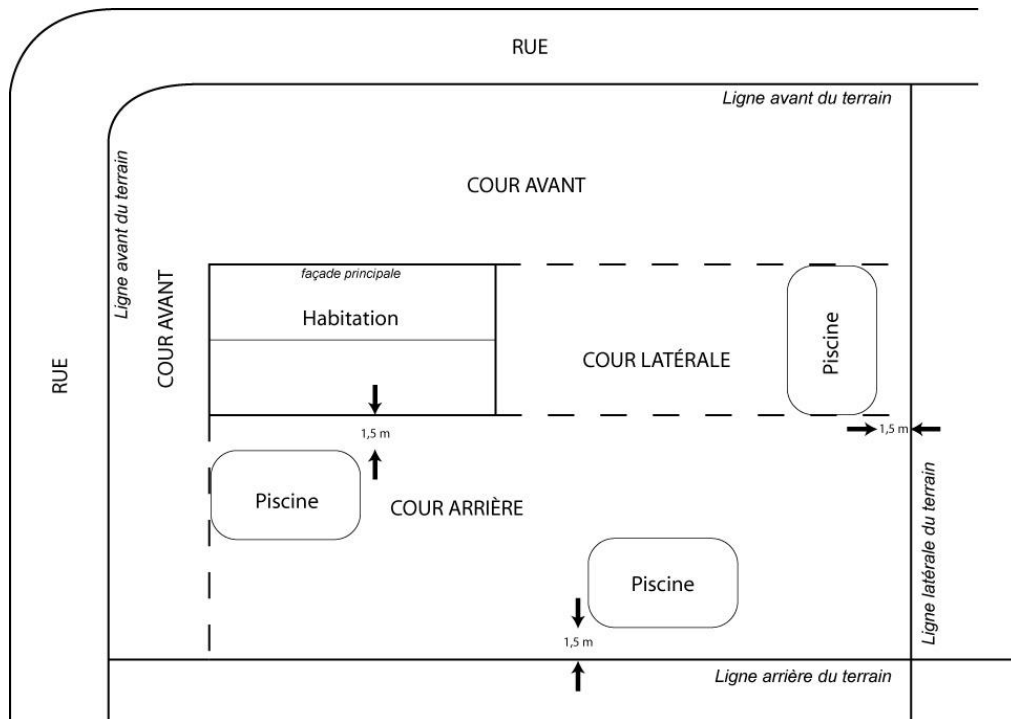 RUE
Ligne avant du terrain
COUR AVANT
Ligne avant du terrain
façade principale
Habitation
COUR AVANT
RUE
COUR LATÉRALE
Piscine
1,5 m
1,5 m
Piscine
COUR ARRIÈRE
Piscine
Ligne latérale du terrain
1,5 m
Ligne arrière du terrain